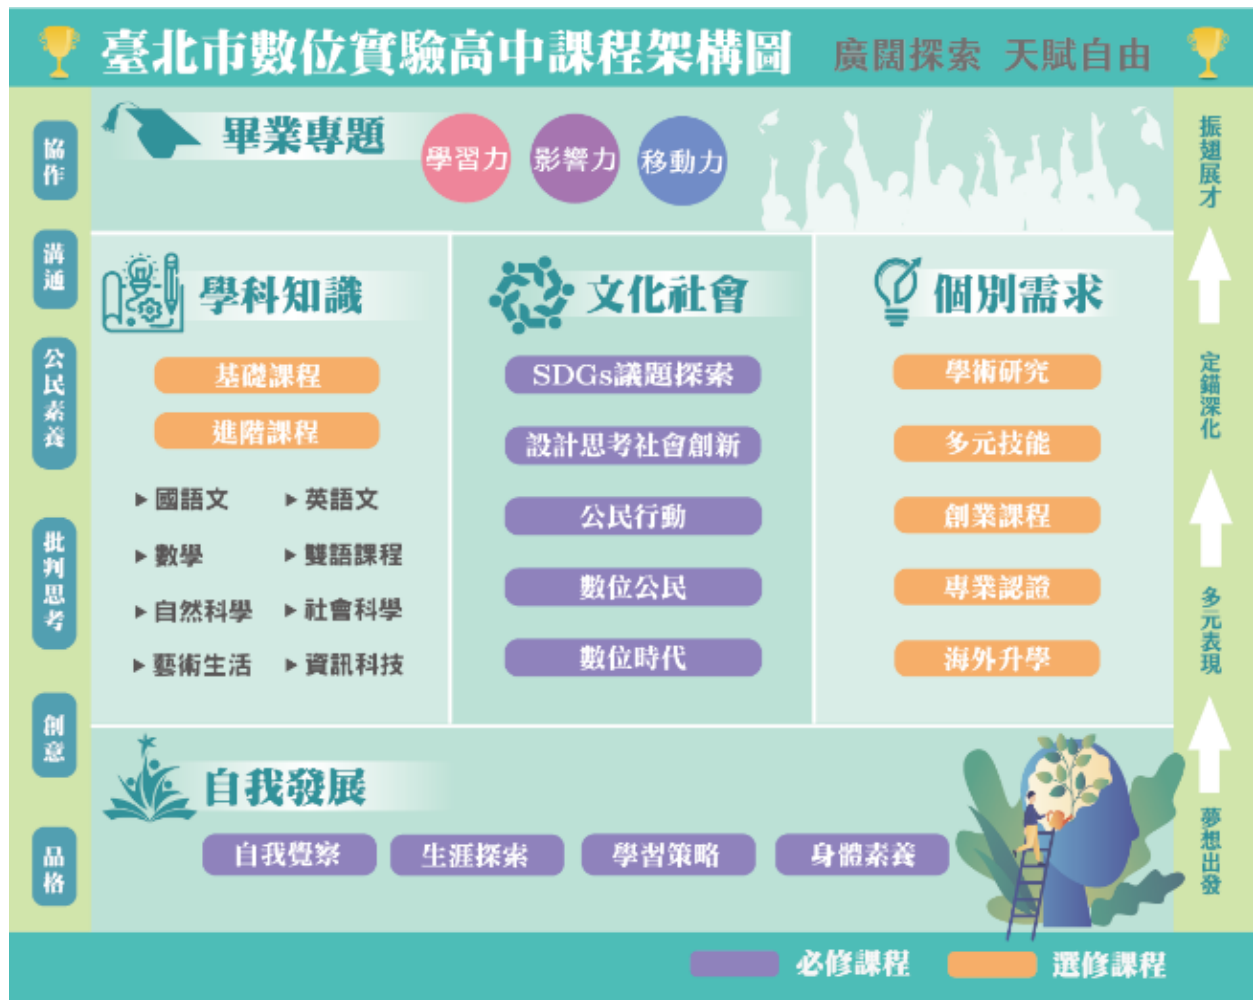 臺北市數位實驗高中課程架構圖 廣闊探索 天賦自由
協作
溝通
公民素養
批判思考
創意
品格
畢業專題
學習力 影響力 移動力
學科知識
基礎課程
進階課程
▸ 國語文 ▸ 英語文
▸ 數學 ▸ 雙語課程
▸ 自然科學 ▸ 社會科學
▸ 藝術生活 ▸ 資訊科技
文化社會
SDGs議題探索
設計思考社會創新
公民行動
數位公民
數位時代
個別需求
學術研究
多元技能
創業課程
專業認證
海外升學
自我發展
自我覺察 生涯探索 學習策略 身體素養
振翅展才
定錨深化
多元表現
夢想出發
必修課程 選修課程